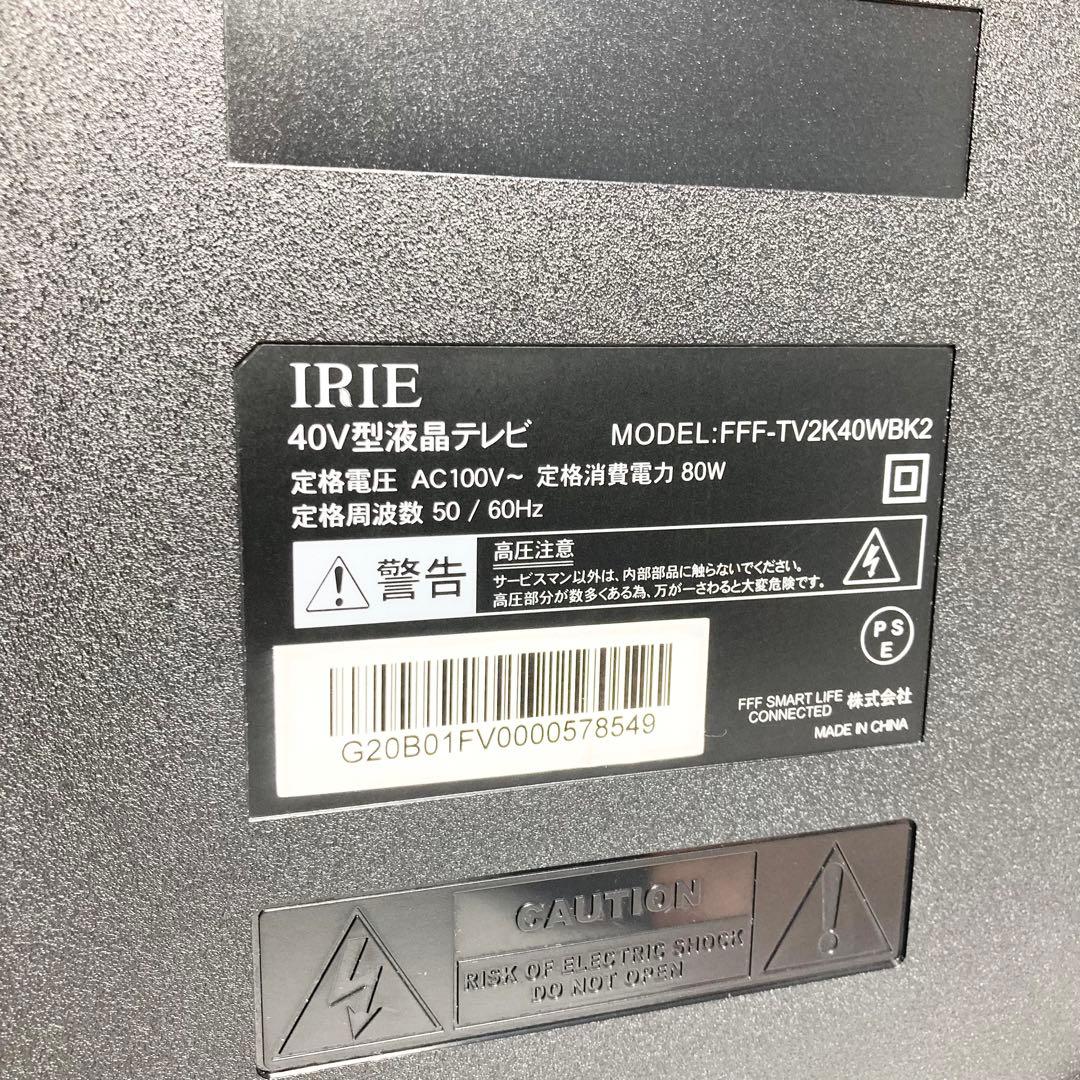 IRIE
40V型液晶テレビ MODEL:FFF-TV2K40WBK2
定格電圧 AC100V~ 定格消費電力 80W
定格周波数 50 / 60Hz
警告
高圧注意
サービスマン以外は、内部部品に触らないでください。
高圧部分が数多くある為、万が一さわると大変危険です。
PS
E
G20B01FV0000578549
FFF SMART LIFE
CONNECTED 株式会社
MADE IN CHINA
CAUTION
RISK OF ELECTRIC SHOCK
DO NOT OPEN